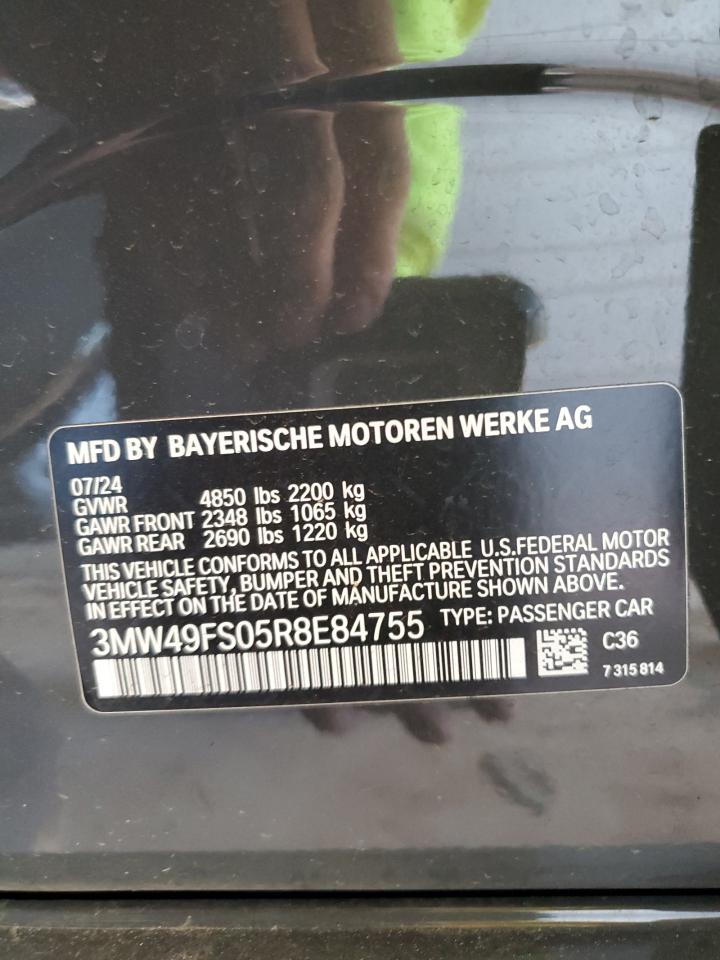 MFD BY BAYERISCHE MOTOREN WERKE AG
07/24
GVWR 4850 lbs 2200 kg
GAWR FRONT 2348 lbs 1065 kg
GAWR REAR 2690 lbs 1220 kg
THIS VEHICLE CONFORMS TO ALL APPLICABLE U.S.FEDERAL MOTOR
VEHICLE SAFETY, BUMPER AND THEFT PREVENTION STANDARDS
IN EFFECT ON THE DATE OF MANUFACTURE SHOWN ABOVE.
3MW49FS05R8E84755 TYPE: PASSENGER CAR
C36
7 315 814